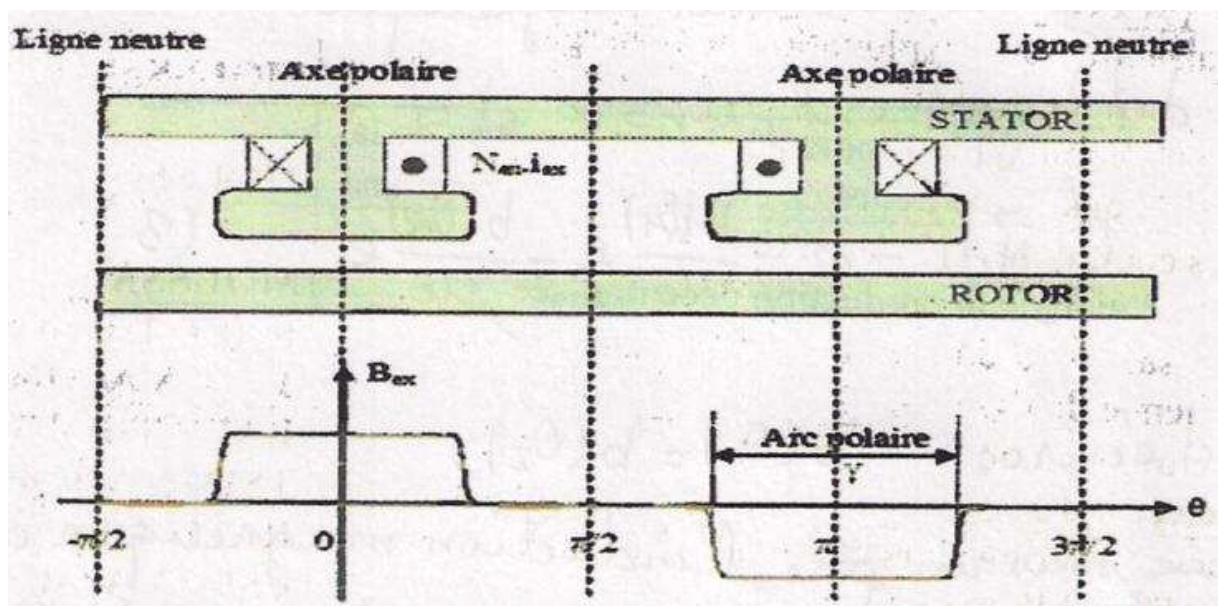 Ligne neutre
Ligne neutre
Axe polaire
Axe polaire
STATOR
Nex.iex
ROTOR
Bex
Arc polaire
γ
-π/2
0
π/2
π
3π/2
e